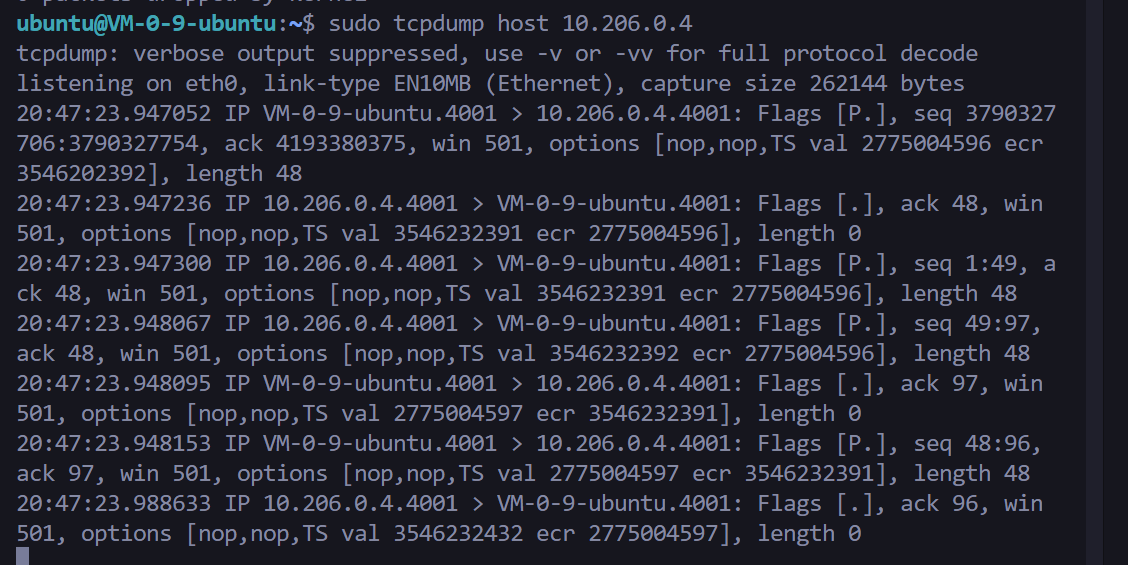 ubuntu@VM-0-9-ubuntu:~$ sudo tcpdump host 10.206.0.4
tcpdump: verbose output suppressed, use -v or -vv for full protocol decode
listening on eth0, link-type EN10MB (Ethernet), capture size 262144 bytes
20:47:23.947052 IP VM-0-9-ubuntu.4001 > 10.206.0.4.4001: Flags [P.], seq 3790327
706:3790327754, ack 4193380375, win 501, options [nop,nop,TS val 2775004596 ecr
3546202392], length 48
20:47:23.947236 IP 10.206.0.4.4001 > VM-0-9-ubuntu.4001: Flags [.], ack 48, win
501, options [nop,nop,TS val 3546232391 ecr 2775004596], length 0
20:47:23.947300 IP 10.206.0.4.4001 > VM-0-9-ubuntu.4001: Flags [P.], seq 1:49, a
ck 48, win 501, options [nop,nop,TS val 3546232391 ecr 2775004596], length 48
20:47:23.948067 IP 10.206.0.4.4001 > VM-0-9-ubuntu.4001: Flags [P.], seq 49:97,
ack 48, win 501, options [nop,nop,TS val 3546232392 ecr 2775004596], length 48
20:47:23.948095 IP VM-0-9-ubuntu.4001 > 10.206.0.4.4001: Flags [.], ack 97, win
501, options [nop,nop,TS val 2775004597 ecr 3546232391], length 0
20:47:23.948153 IP VM-0-9-ubuntu.4001 > 10.206.0.4.4001: Flags [P.], seq 48:96,
ack 97, win 501, options [nop,nop,TS val 2775004597 ecr 3546232391], length 48
20:47:23.988633 IP 10.206.0.4.4001 > VM-0-9-ubuntu.4001: Flags [.], ack 96, win
501, options [nop,nop,TS val 3546232432 ecr 2775004597], length 0